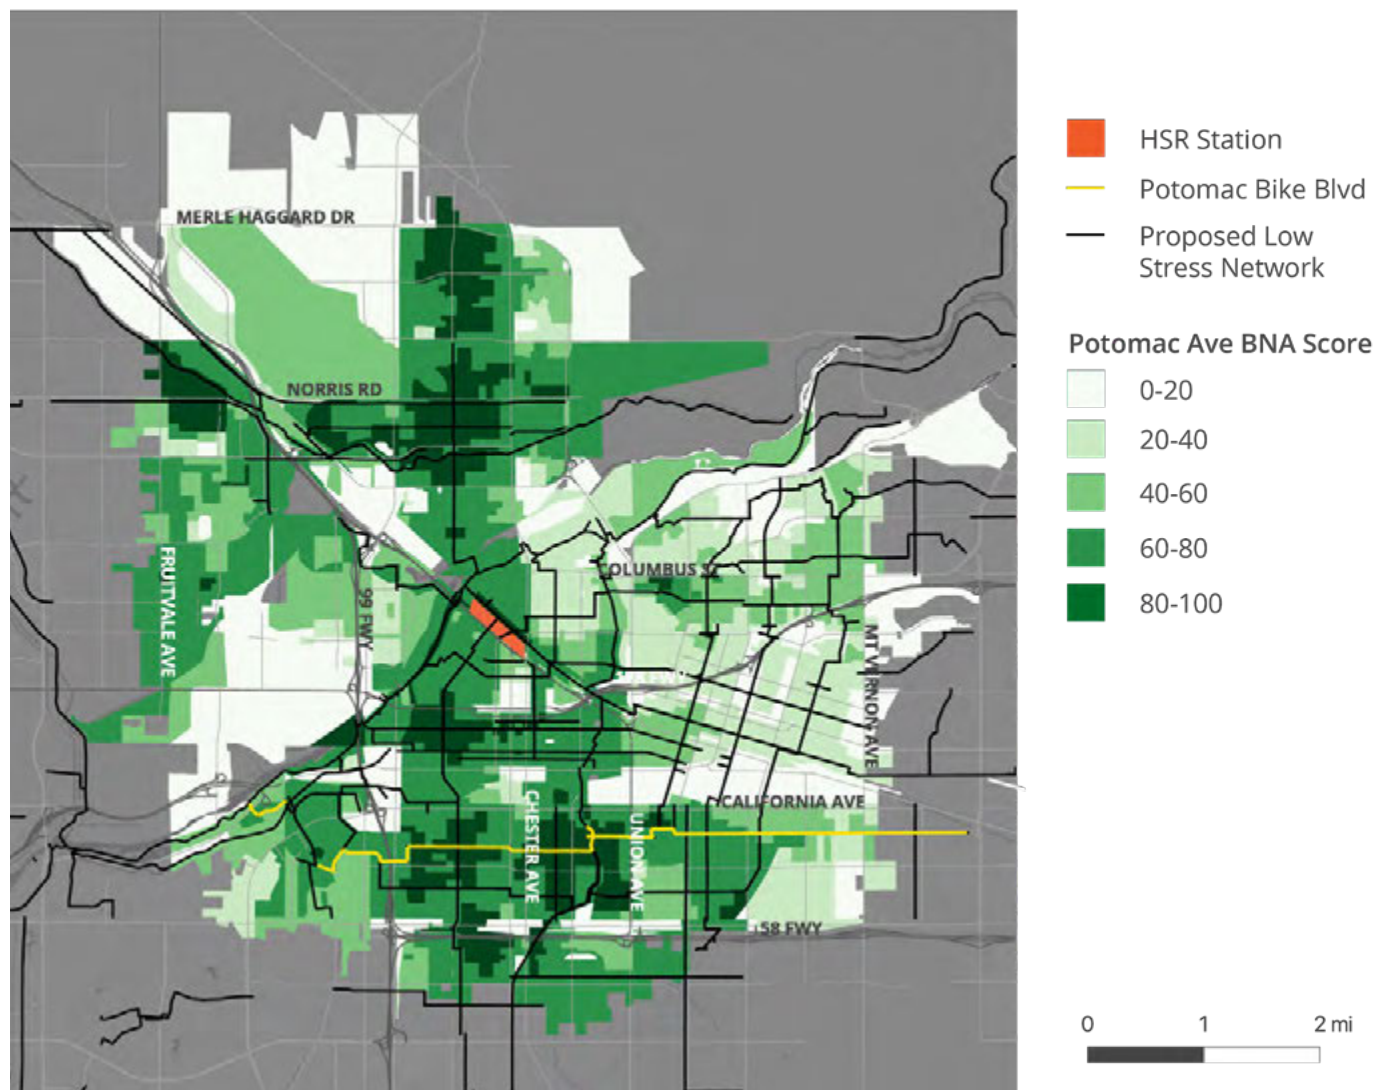 MERLE HAGGARD DR
NORRIS RD
FRUITVALE AVE
99 FWY
COLUMBUS ST
FWY
MT VERNON AVE
CALIFORNIA AVE
CHESTER AVE
UNION AVE
58 FWY
HSR Station
Potomac Bike Blvd
Proposed Low
Stress Network
Potomac Ave BNA Score
0-20
20-40
40-60
60-80
80-100
0 1 2 mi